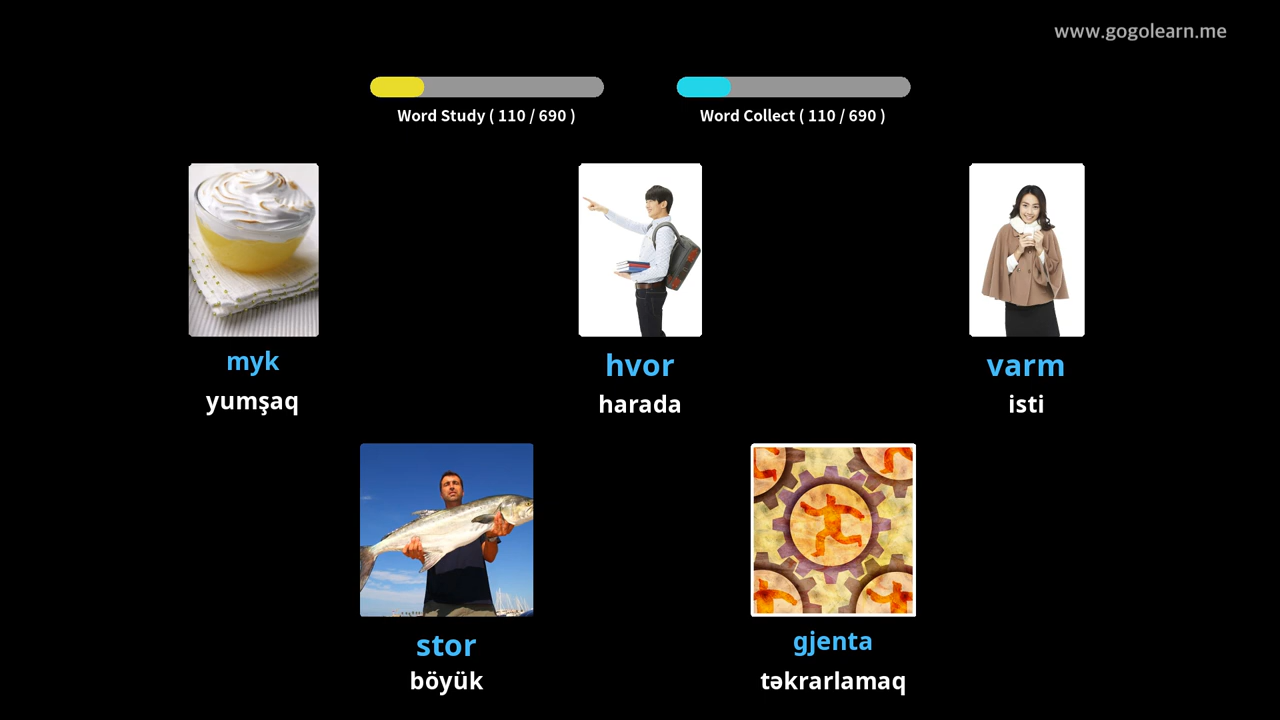 www.gogolearn.me
Word Study ( 110 / 690 )
Word Collect ( 110 / 690 )
myk
yumşaq
hvor
harada
varm
isti
stor
böyük
gjenta
təkrarlamaq